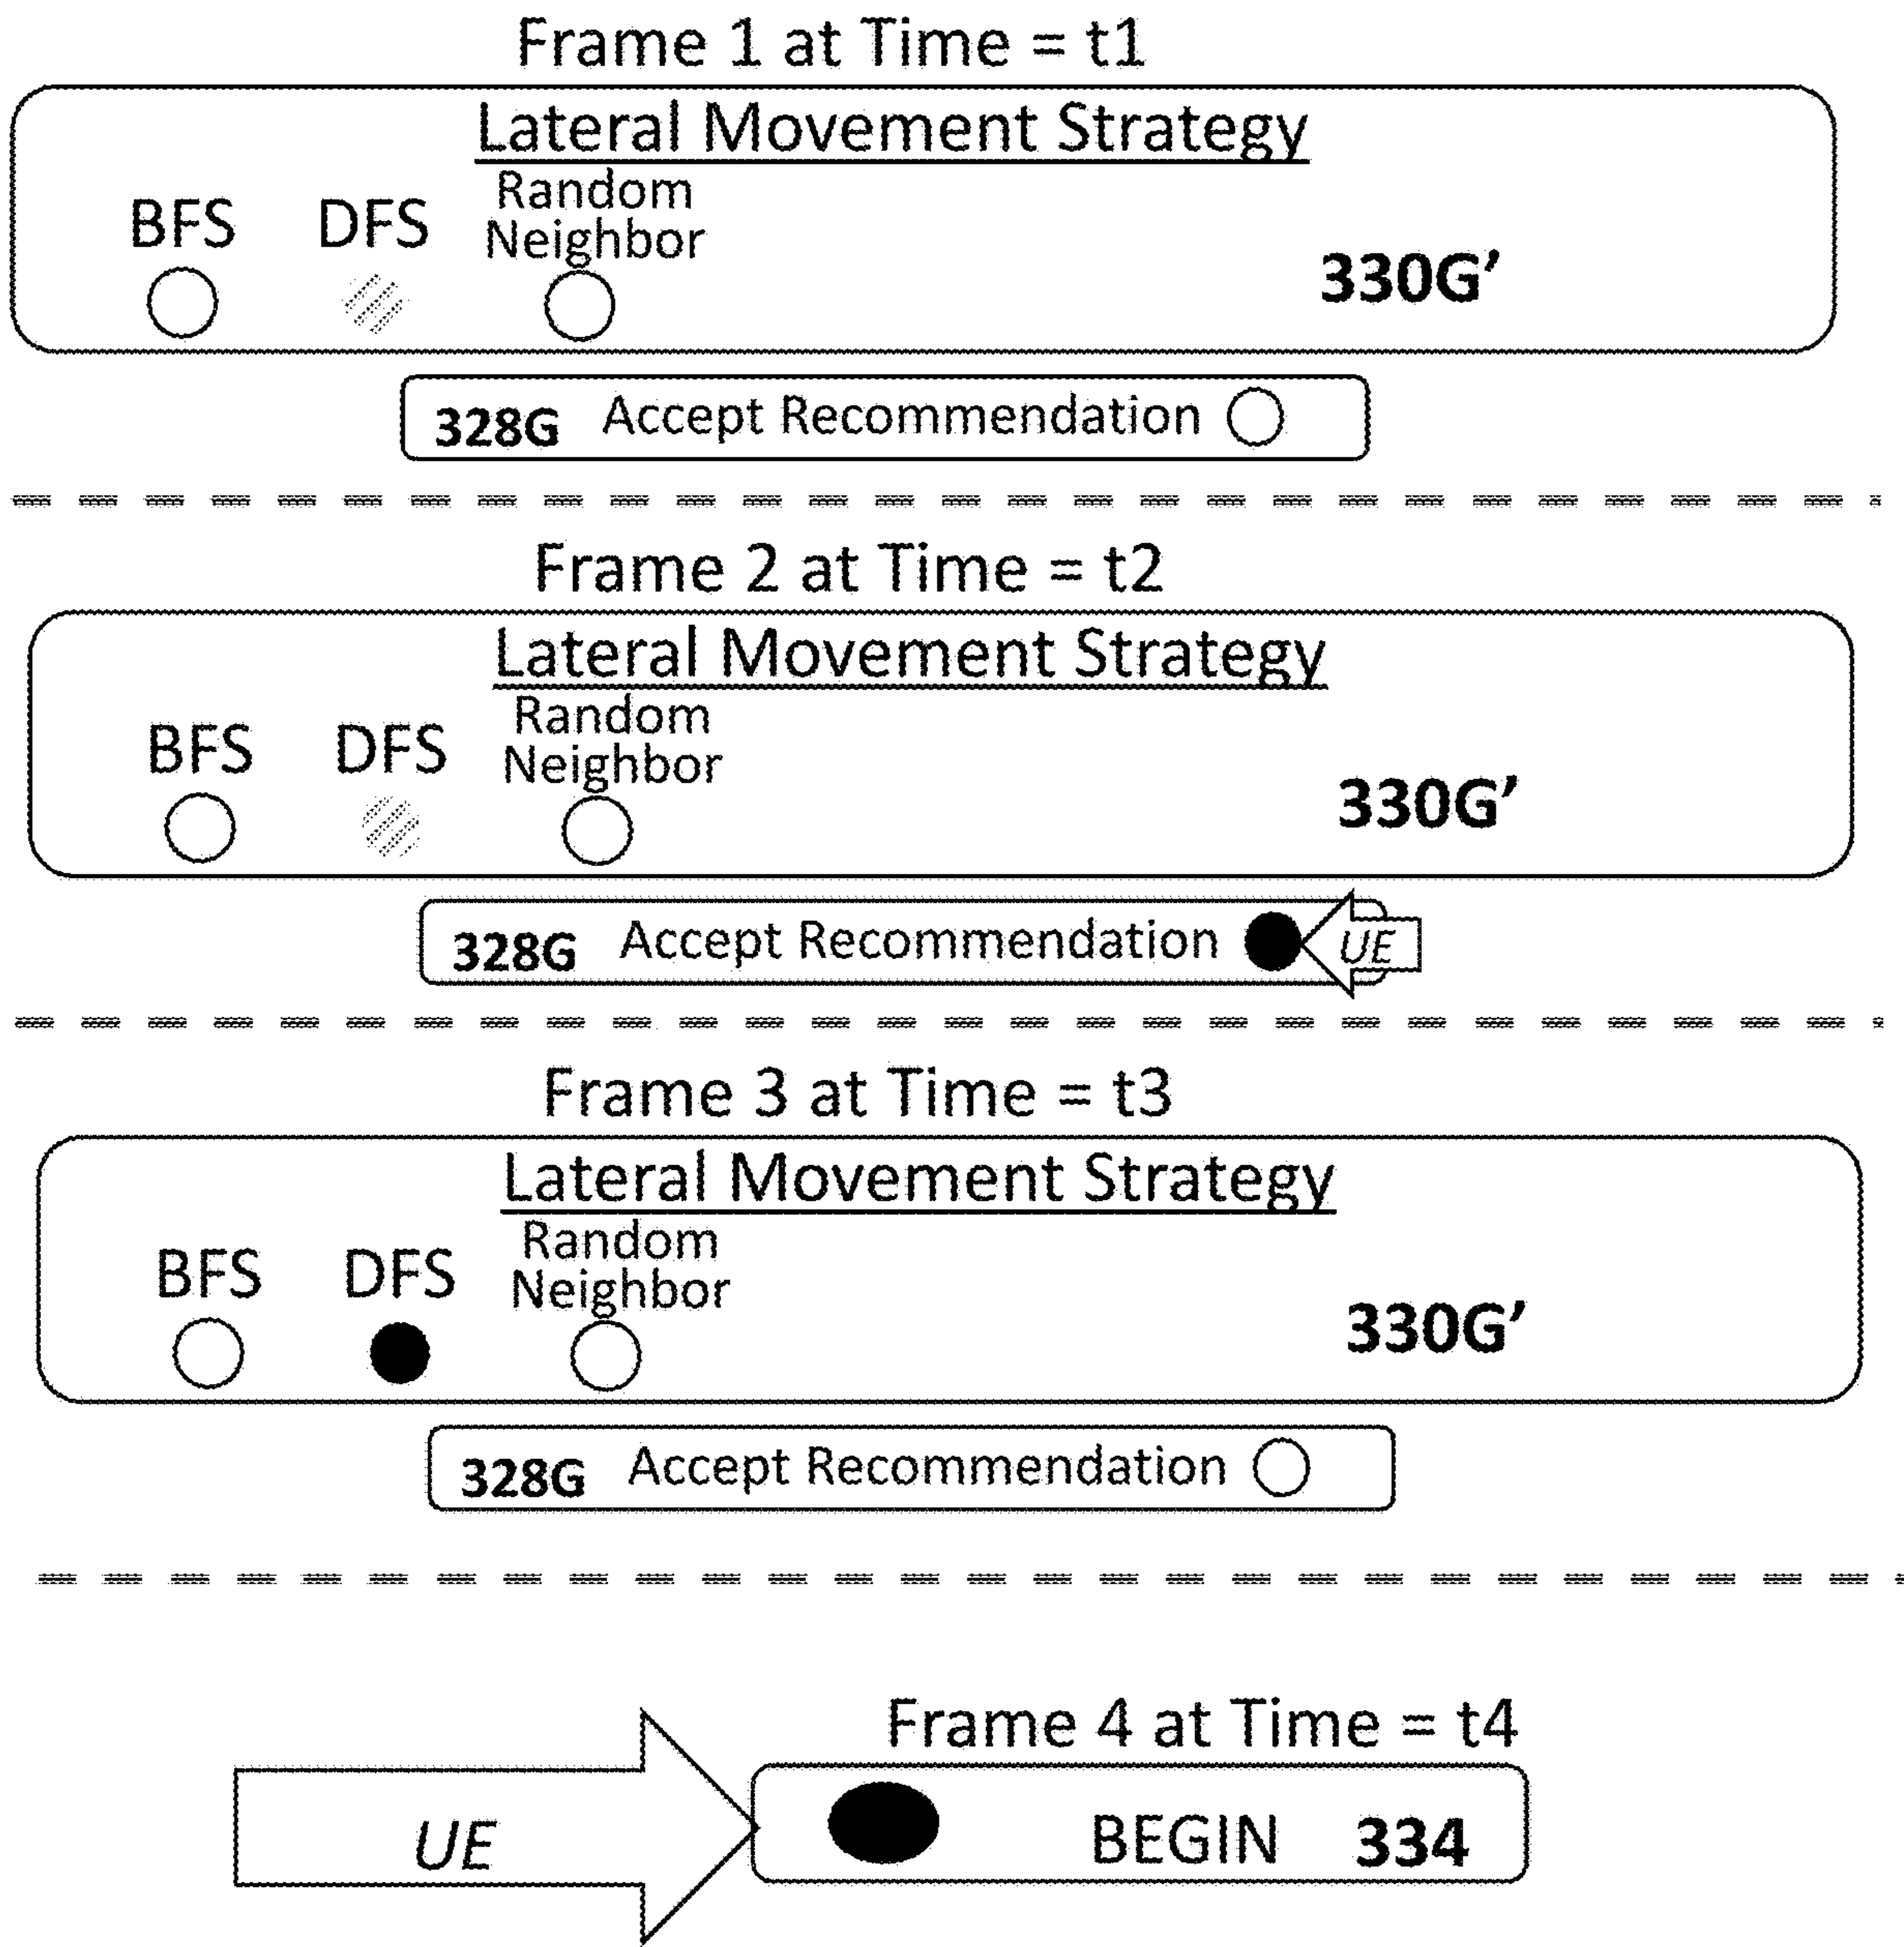 Frame 1 at Time = t1
Lateral Movement Strategy
BFS DFS Random Neighbor
330G’
328G Accept Recommendation
Frame 2 at Time = t2
Lateral Movement Strategy
BFS DFS Random Neighbor
330G’
328G Accept Recommendation UE
Frame 3 at Time = t3
Lateral Movement Strategy
BFS DFS Random Neighbor
330G’
328G Accept Recommendation
Frame 4 at Time = t4
UE BEGIN 334